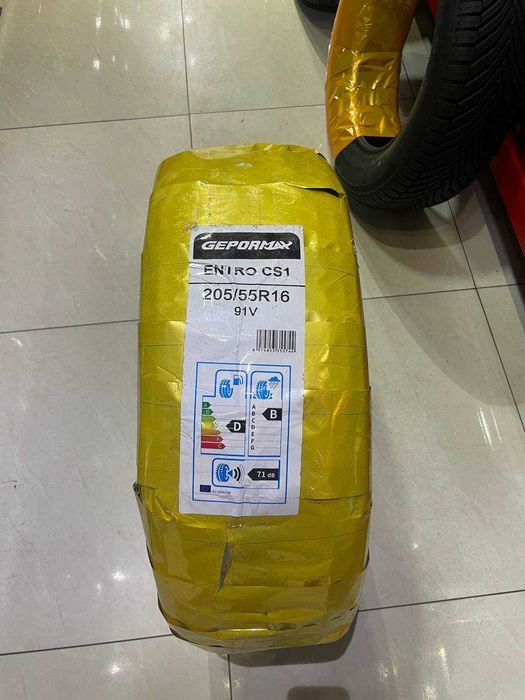 GEPORMAX
ENTRO CS1
205/55R16
91V
A
B
C
D
E
F
G
B
D
71 dB